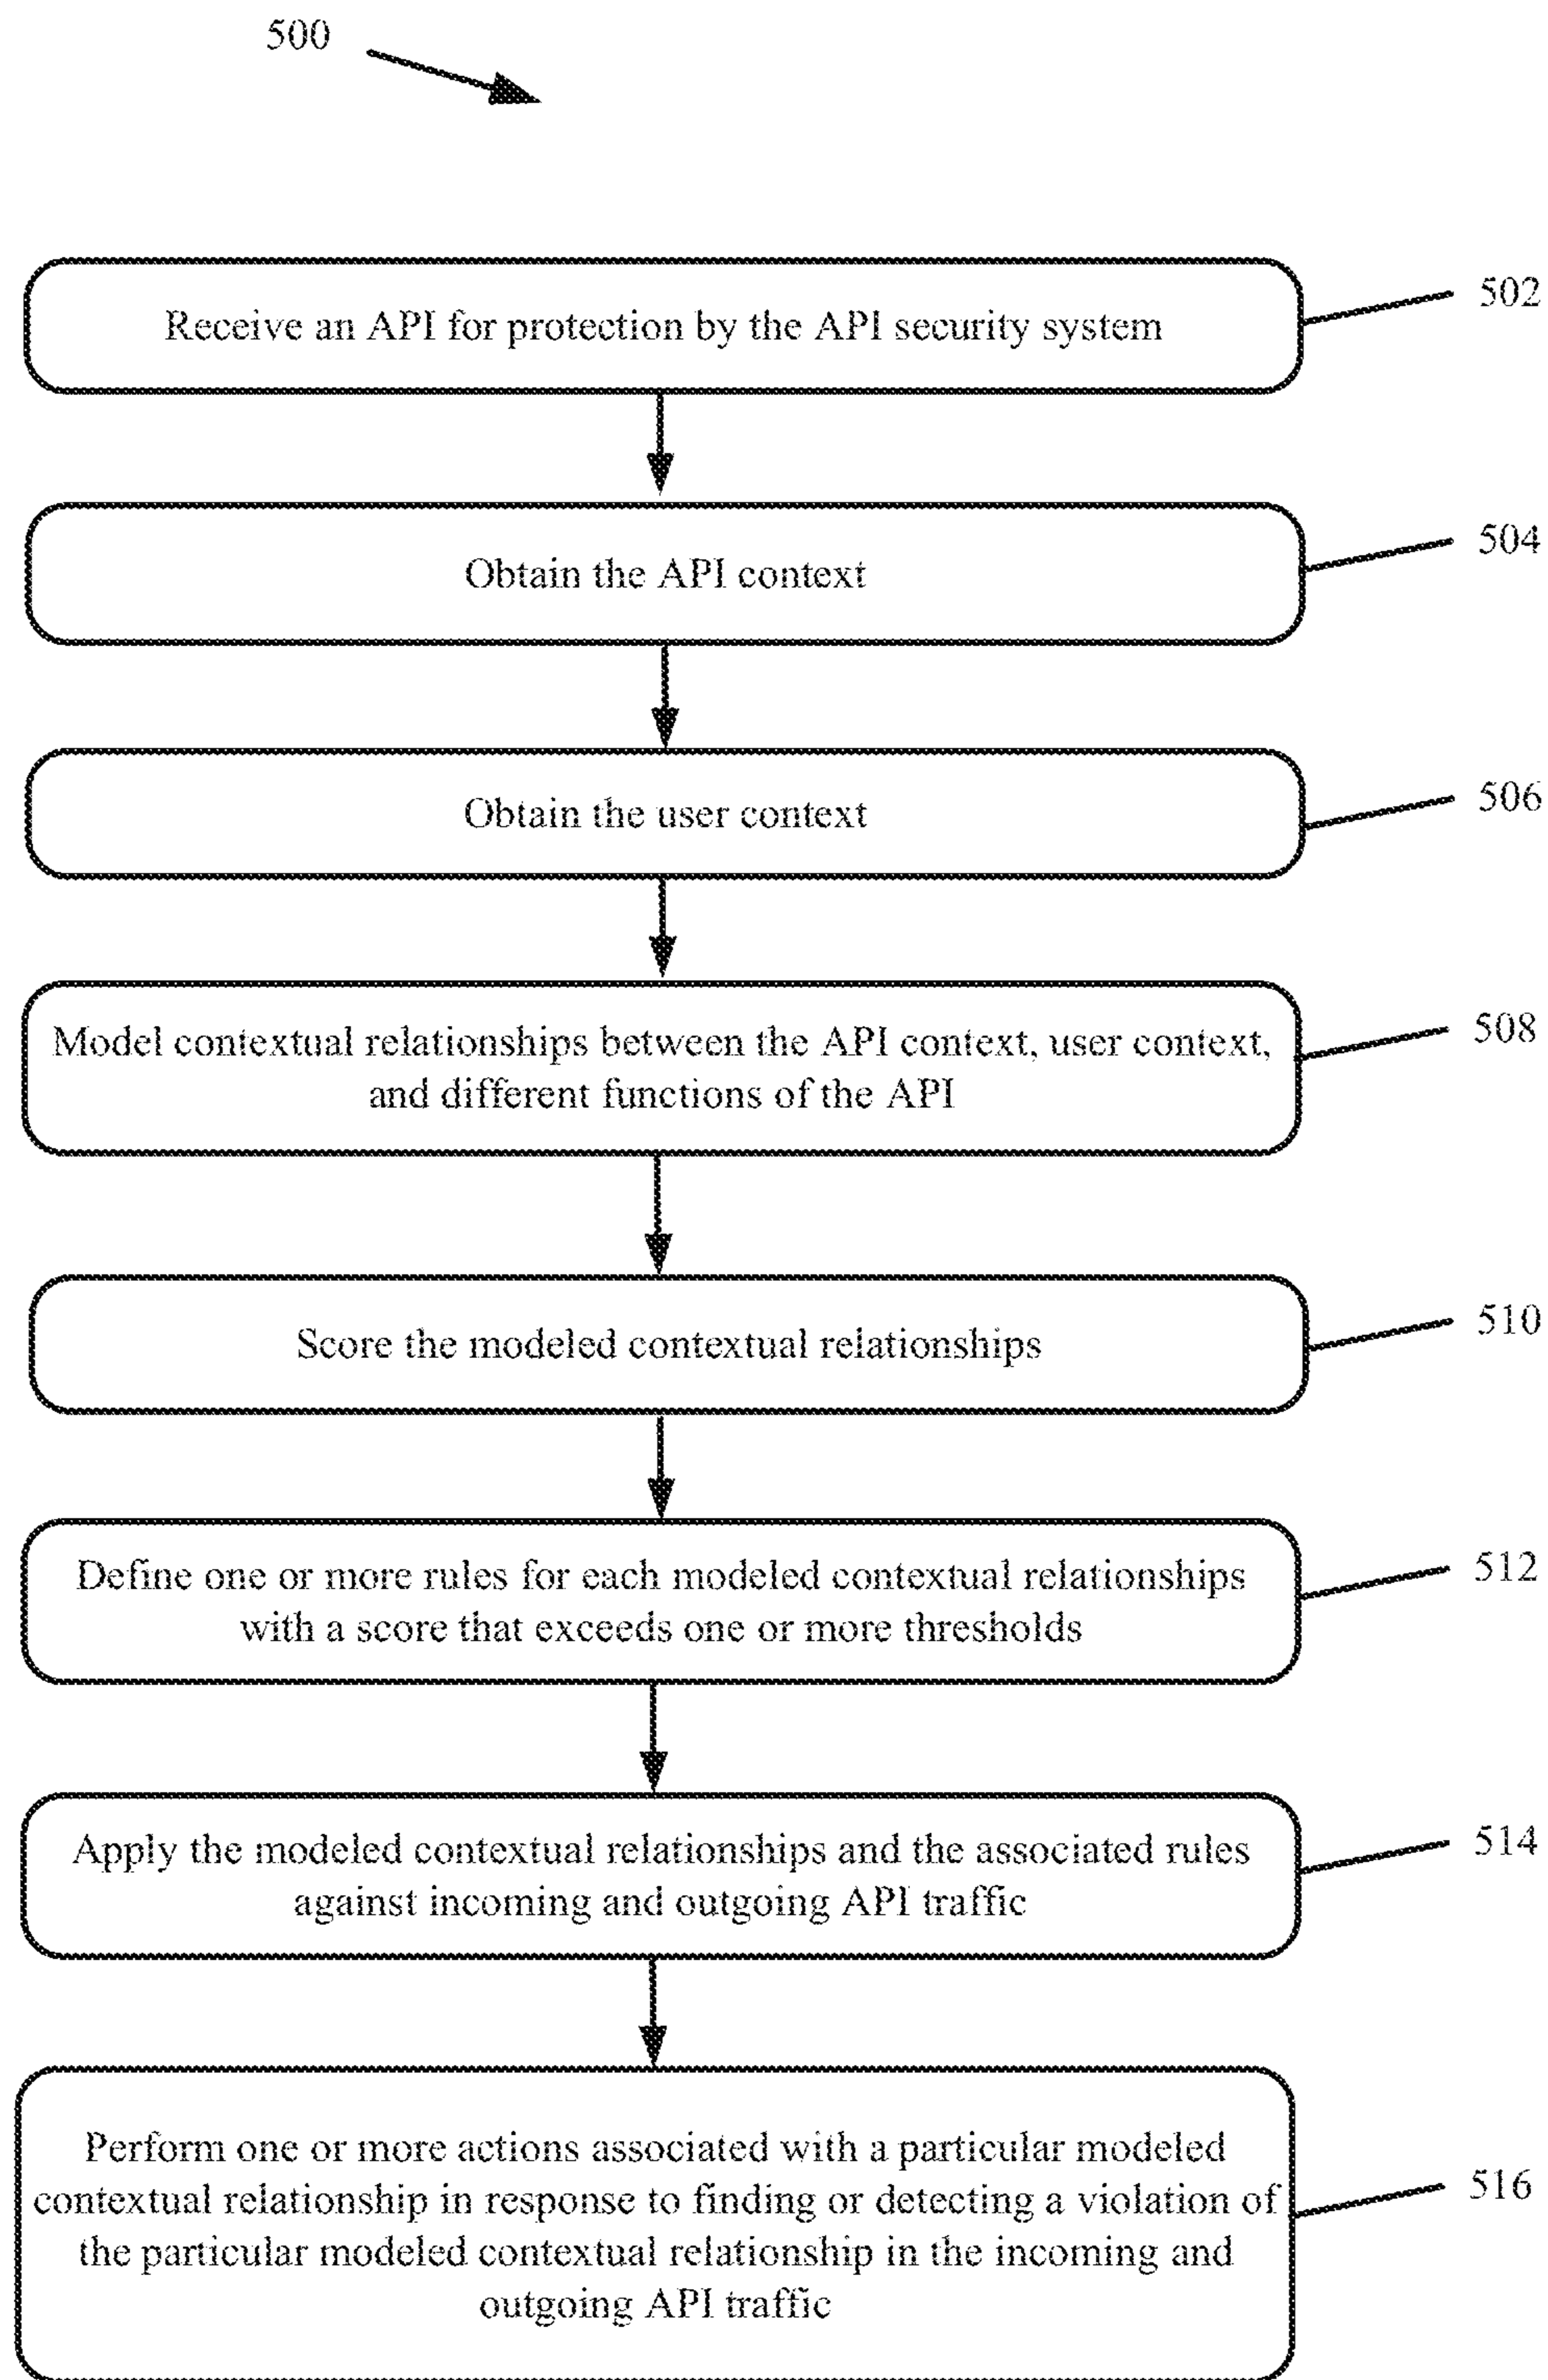 500
Receive an API for protection by the API security system
502
Obtain the API context
504
Obtain the user context
506
Model contextual relationships between the API context, user context,
and different functions of the API
508
Score the modeled contextual relationships
510
Define one or more rules for each modeled contextual relationships
with a score that exceeds one or more thresholds
512
Apply the modeled contextual relationships and the associated rules
against incoming and outgoing API traffic
514
Perform one or more actions associated with a particular modeled
contextual relationship in response to finding or detecting a violation of
the particular modeled contextual relationship in the incoming and
outgoing API traffic
516